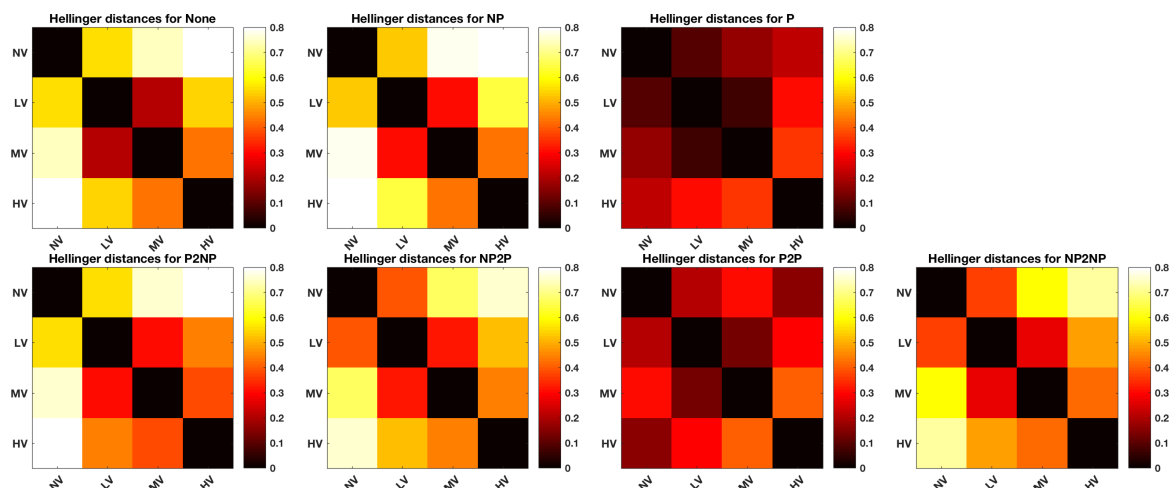 Hellinger distances for None
NV
LV
MV
HV
NV LV MV HV
0.8
0.7
0.6
0.5
0.4
0.3
0.2
0.1
0
Hellinger distances for NP
NV
LV
MV
HV
NV LV MV HV
0.8
0.7
0.6
0.5
0.4
0.3
0.2
0.1
0
Hellinger distances for P
NV
LV
MV
HV
NV LV MV HV
0.8
0.7
0.6
0.5
0.4
0.3
0.2
0.1
0
Hellinger distances for P2NP
NV
LV
MV
HV
NV LV MV HV
0.8
0.7
0.6
0.5
0.4
0.3
0.2
0.1
0
Hellinger distances for NP2P
NV
LV
MV
HV
NV LV MV HV
0.8
0.7
0.6
0.5
0.4
0.3
0.2
0.1
0
Hellinger distances for P2P
NV
LV
MV
HV
NV LV MV HV
0.8
0.7
0.6
0.5
0.4
0.3
0.2
0.1
0
Hellinger distances for NP2NP
NV
LV
MV
HV
NV LV MV HV
0.8
0.7
0.6
0.5
0.4
0.3
0.2
0.1
0